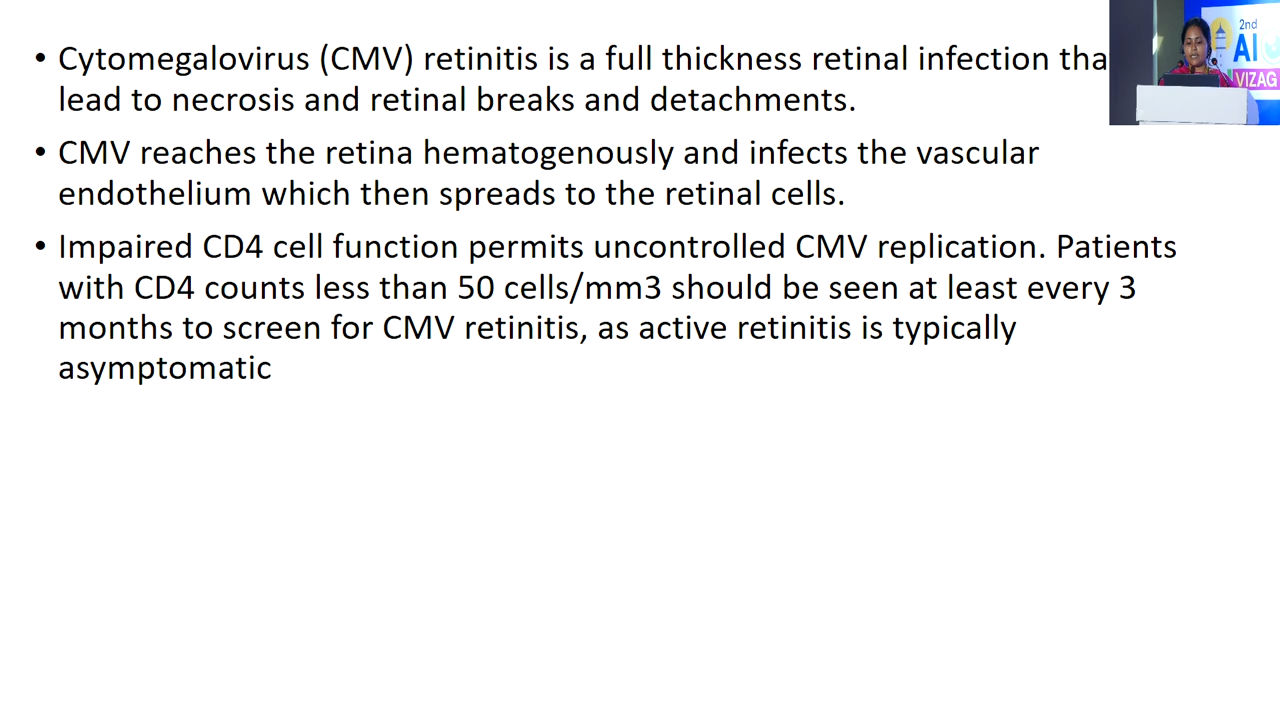 • Cytomegalovirus (CMV) retinitis is a full thickness retinal infection tha
lead to necrosis and retinal breaks and detachments.
• CMV reaches the retina hematogenously and infects the vascular
endothelium which then spreads to the retinal cells.
• Impaired CD4 cell function permits uncontrolled CMV replication. Patients
with CD4 counts less than 50 cells/mm3 should be seen at least every 3
months to screen for CMV retinitis, as active retinitis is typically
asymptomatic
2nd
AI
VIZAG